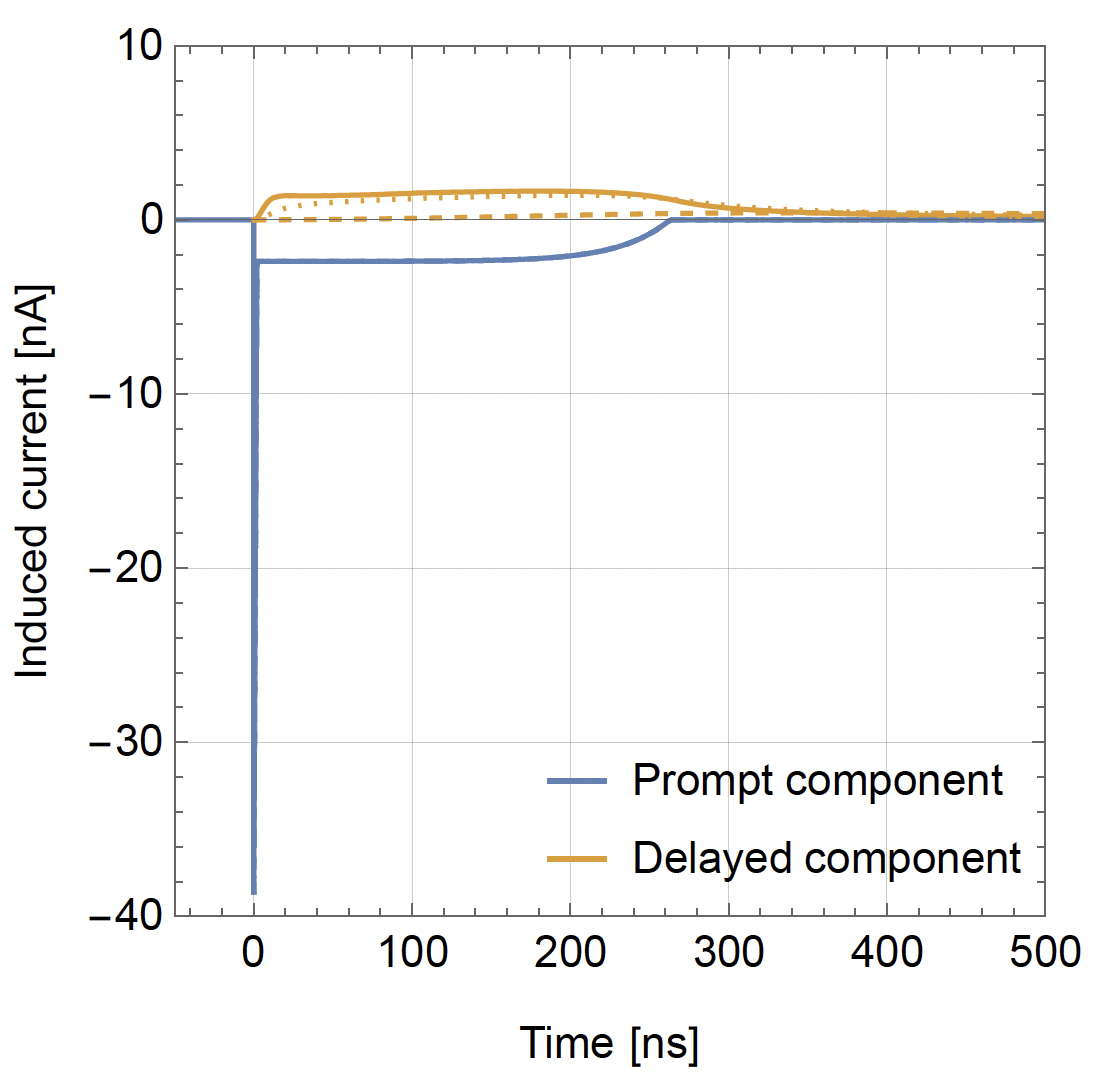 10
0
−10
−20
−30
−40
Induced current [nA]
Prompt component
Delayed component
0 100 200 300 400 500
Time [ns]